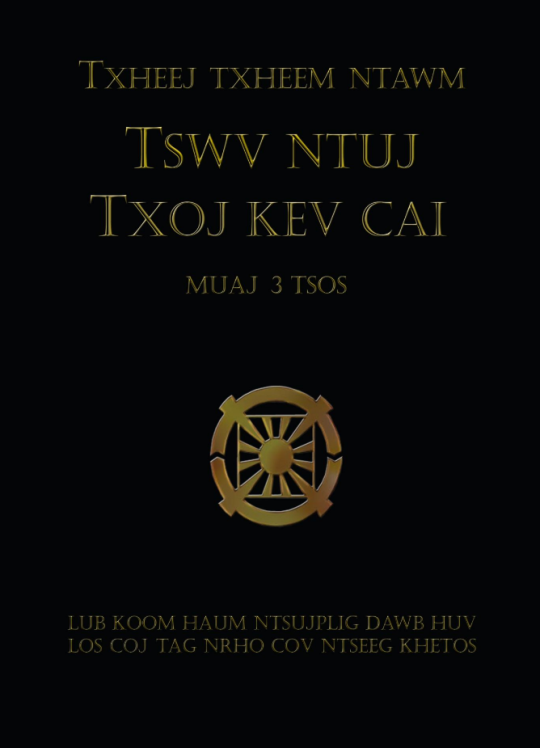 TXHEEJ TXHEEM NTAWM
TSWV NTUJ
TXOJ KEV CAI
MUAJ 3 TSOS
LUB KOOM HAUM NTSUJPLIG DAWB HUV
LOS COJ TAG NRHO COV NTSEEG KHETOS